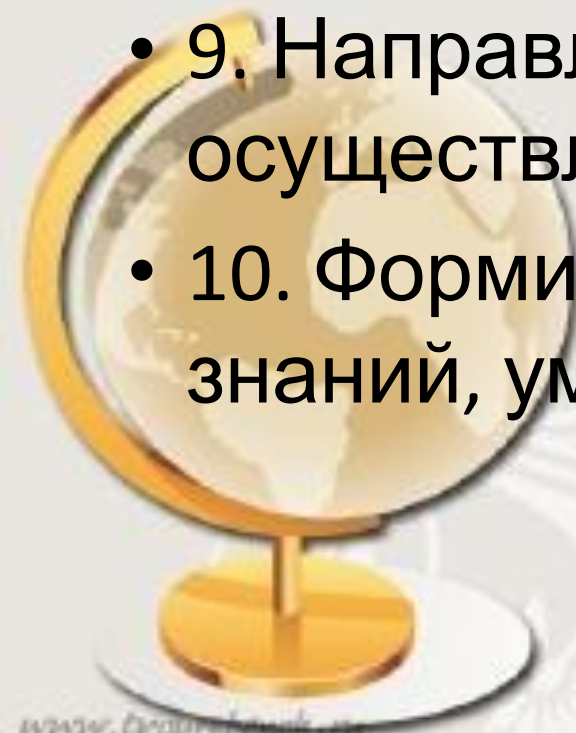 • 9. Направл
осуществл
• 10. Форми
знаний, ум